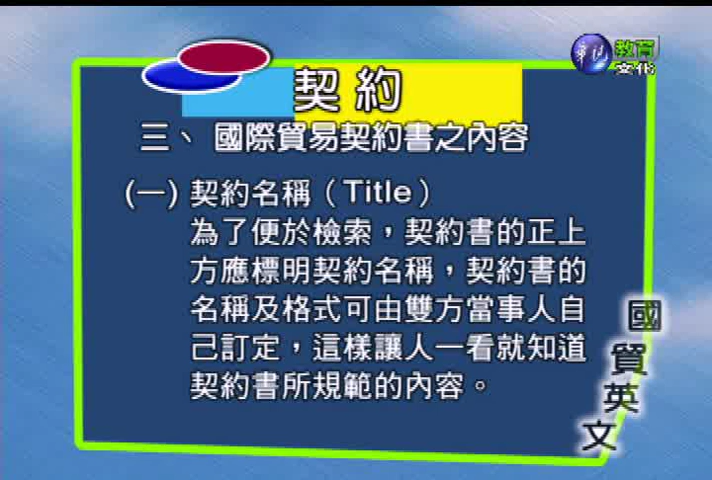 華視
教育
文化
契約
三、國際貿易契約書之內容
(一) 契約名稱（Title）
為了便於檢索，契約書的正上
方應標明契約名稱，契約書的
名稱及格式可由雙方當事人自
己訂定，這樣讓人一看就知道
契約書所規範的內容。
國貿英文